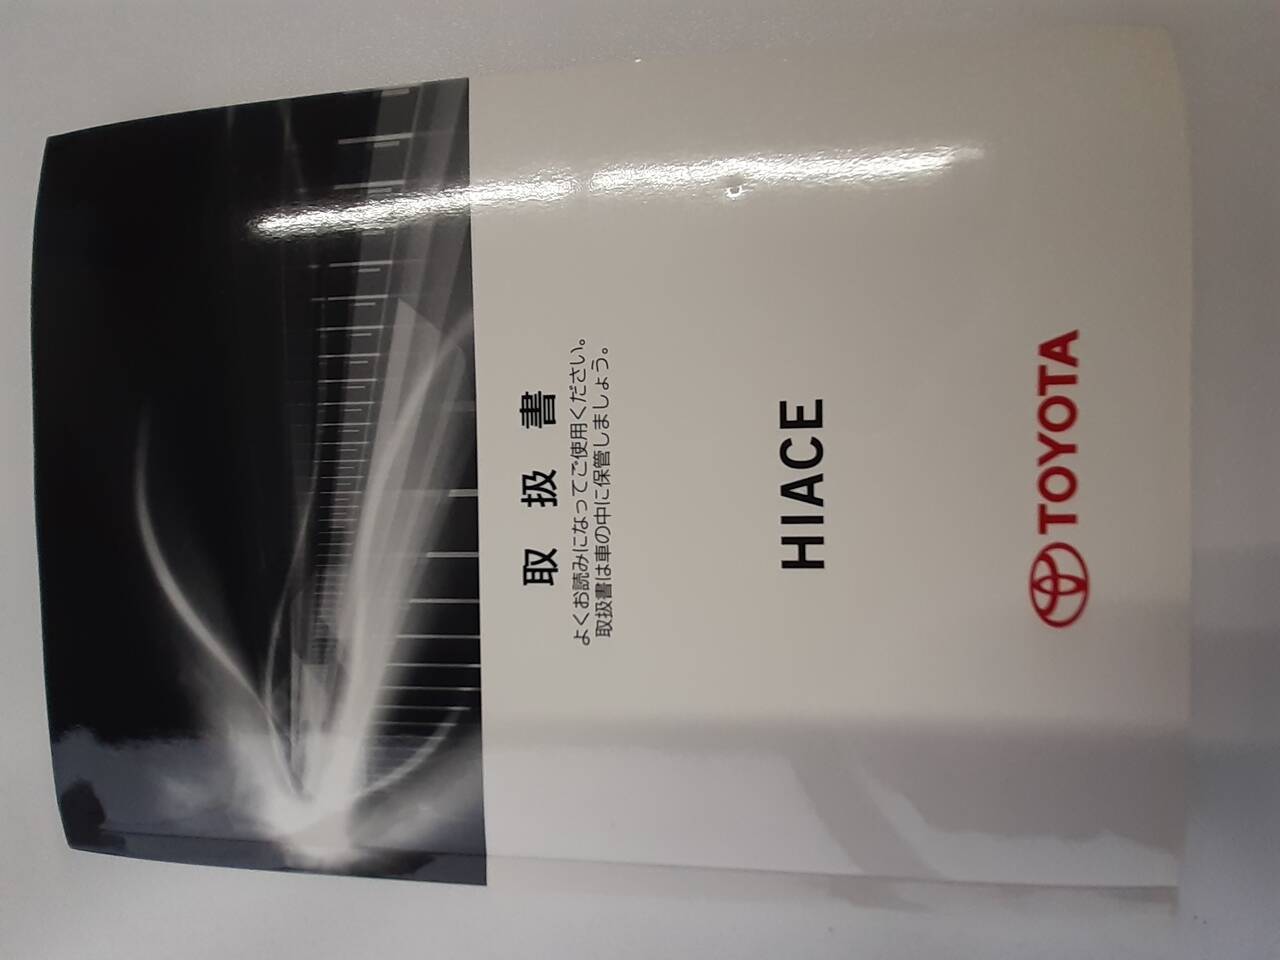 取扱書
よくお読みになってご使用ください。
取扱書は車の中に保管しましょう。
HIACE
TOYOTA